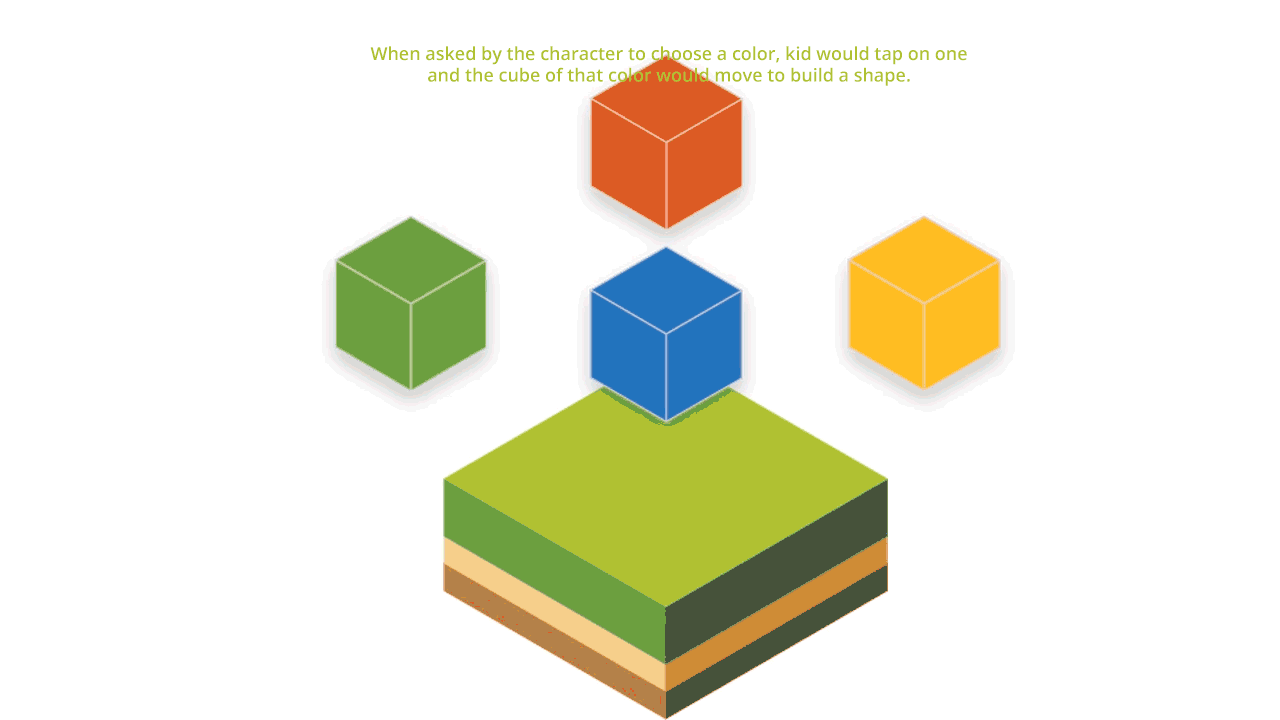 When asked by the character to choose a color, kid would tap on one
and the cube of that color would move to build a shape.